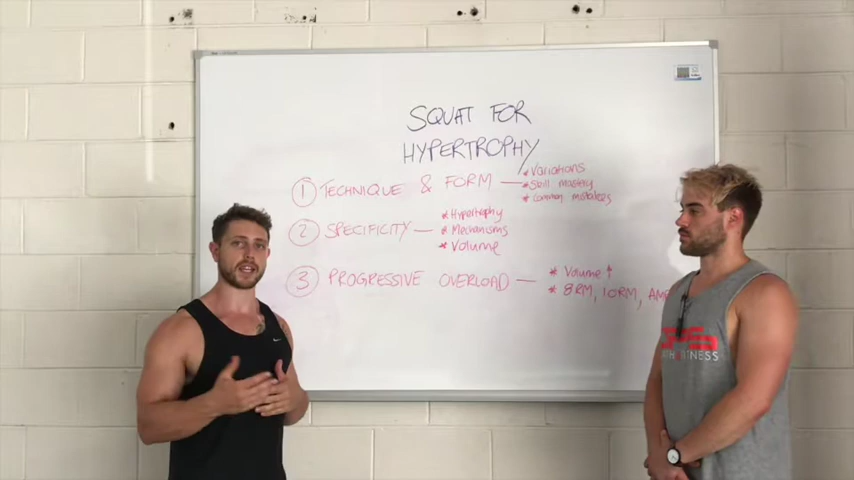 SQUAT FOR
HYPERTROPHY
1 TECHNIQUE & FORM — * Variations
* Skill mastery
* Common mistakes
2 SPECIFICITY — * Hypertrophy
* Mechanisms
* Volume
3 PROGRESSIVE OVERLOAD — * Volume ↑
* 8RM, 10RM, AM